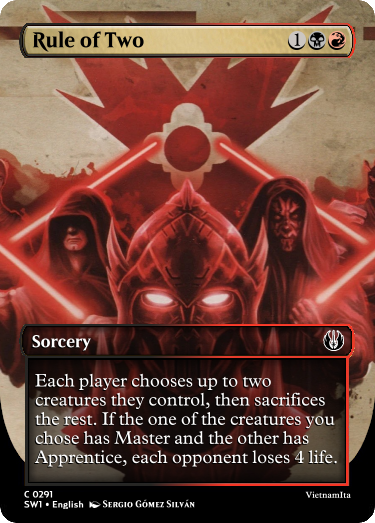 Rule of Two 1
Sorcery
Each player chooses up to two
creatures they control, then sacrifices
the rest. If the one of the creatures you
chose has Master and the other has
Apprentice, each opponent loses 4 life.
C 0291
SW1 • English Sergio Gómez Silván VietnamIta